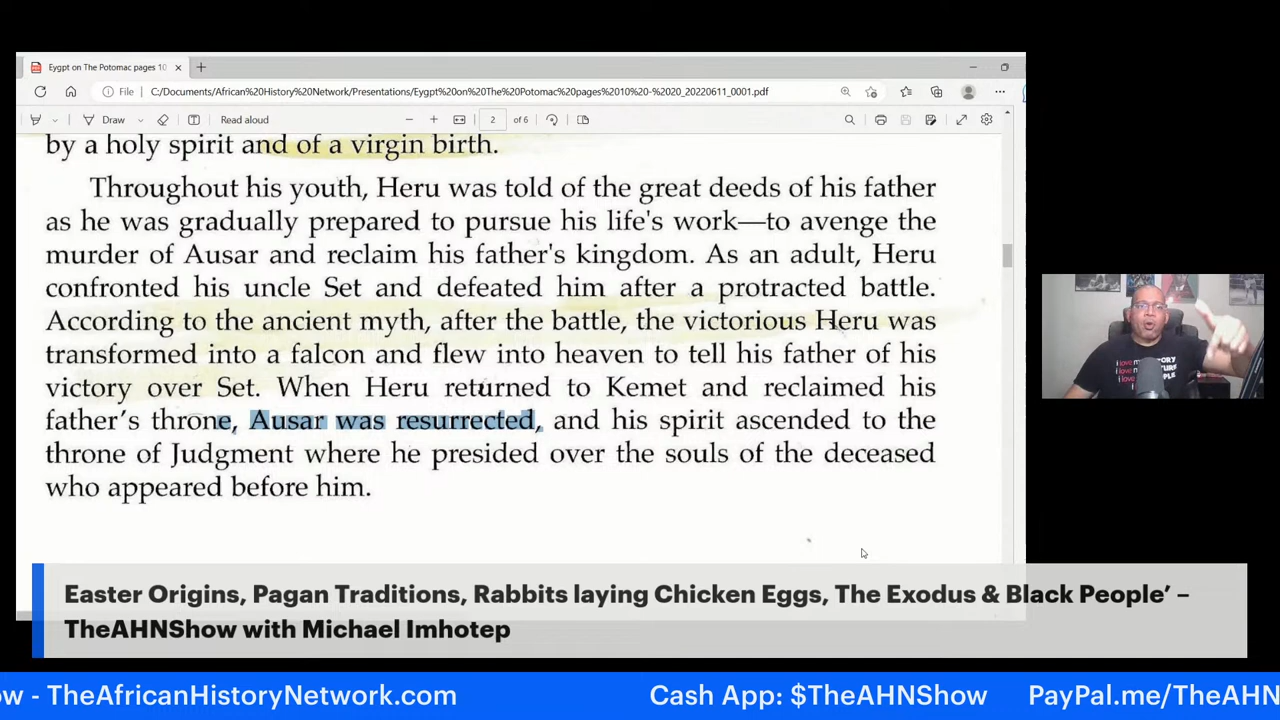 Eygpt on The Potomac pages 10
File
C:/Documents/African%20History%20Network/Presentations/Eygpt%20on%20The%20Potomac%20pages%2010%20-%2020_20220611_0001.pdf
Draw
Read aloud
2
of 6
by a holy spirit and of a virgin birth.
Throughout his youth, Heru was told of the great deeds of his father
as he was gradually prepared to pursue his life's work—to avenge the
murder of Ausar and reclaim his father's kingdom. As an adult, Heru
confronted his uncle Set and defeated him after a protracted battle.
According to the ancient myth, after the battle, the victorious Heru was
transformed into a falcon and flew into heaven to tell his father of his
victory over Set. When Heru returned to Kemet and reclaimed his
father's throne, Ausar was resurrected, and his spirit ascended to the
throne of Judgment where he presided over the souls of the deceased
who appeared before him.
Easter Origins, Pagan Traditions, Rabbits laying Chicken Eggs, The Exodus & Black People' –
TheAHNShow with Michael Imhotep
ow - TheAfricanHistoryNetwork.com Cash App: $TheAHNShow PayPal.me/TheAHN